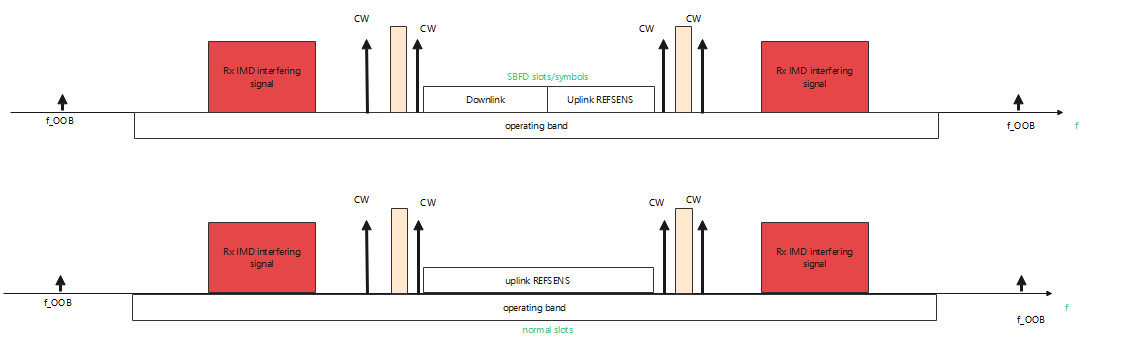 CW
CW
CW
CW
Rx IMD interfering
signal
SBFD slots/symbols
Downlink
Uplink REFSENS
Rx IMD interfering
signal
f_OOB
operating band
f_OOB
f
CW
CW
CW
CW
Rx IMD interfering
signal
uplink REFSENS
Rx IMD interfering
signal
f_OOB
operating band
f
f_OOB
normal slots